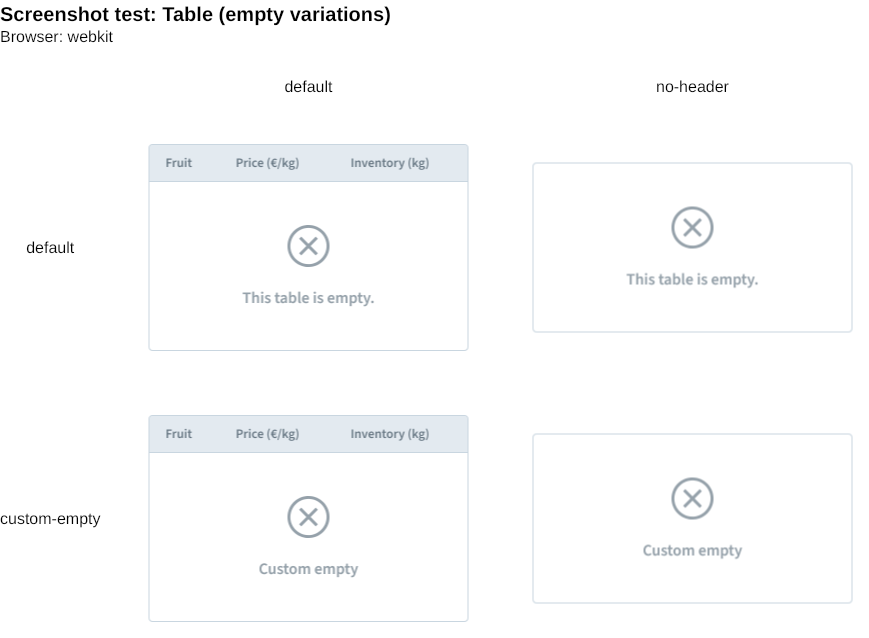 Screenshot test: Table (empty variations)
Browser: webkit
default
no-header
default
Fruit
Price (€/kg)
Inventory (kg)
This table is empty.
This table is empty.
custom-empty
Fruit
Price (€/kg)
Inventory (kg)
Custom empty
Custom empty